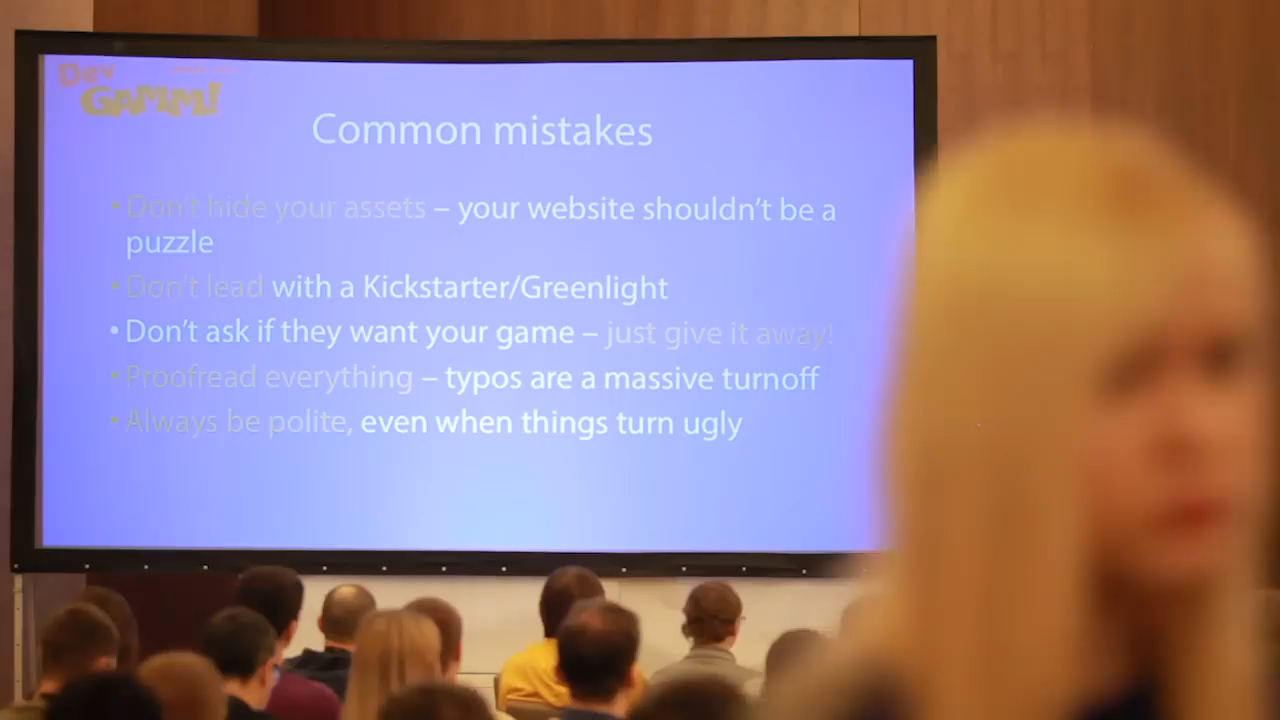 Dev
GAMM!
Common mistakes
•Don't hide your assets – your website shouldn't be a
puzzle
•Don't lead with a Kickstarter/Greenlight
•Don't ask if they want your game – just give it away!
•Proofread everything – typos are a massive turnoff
•Always be polite, even when things turn ugly